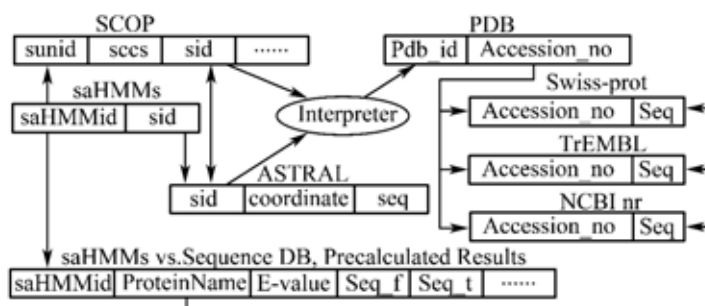 SCOP
PDB
sunid sccs sid ......
Pdb_id Accession_no
Swiss-prot
saHMMs
saHMMid sid
Interpreter
Accession_no Seq
TrEMBL
ASTRAL
Accession_no Seq
sid coordinate seq
NCBI nr
Accession_no Seq
saHMMs vs.Sequence DB, Precalculated Results
saHMMid ProteinName E-value Seq_f Seq_t ......